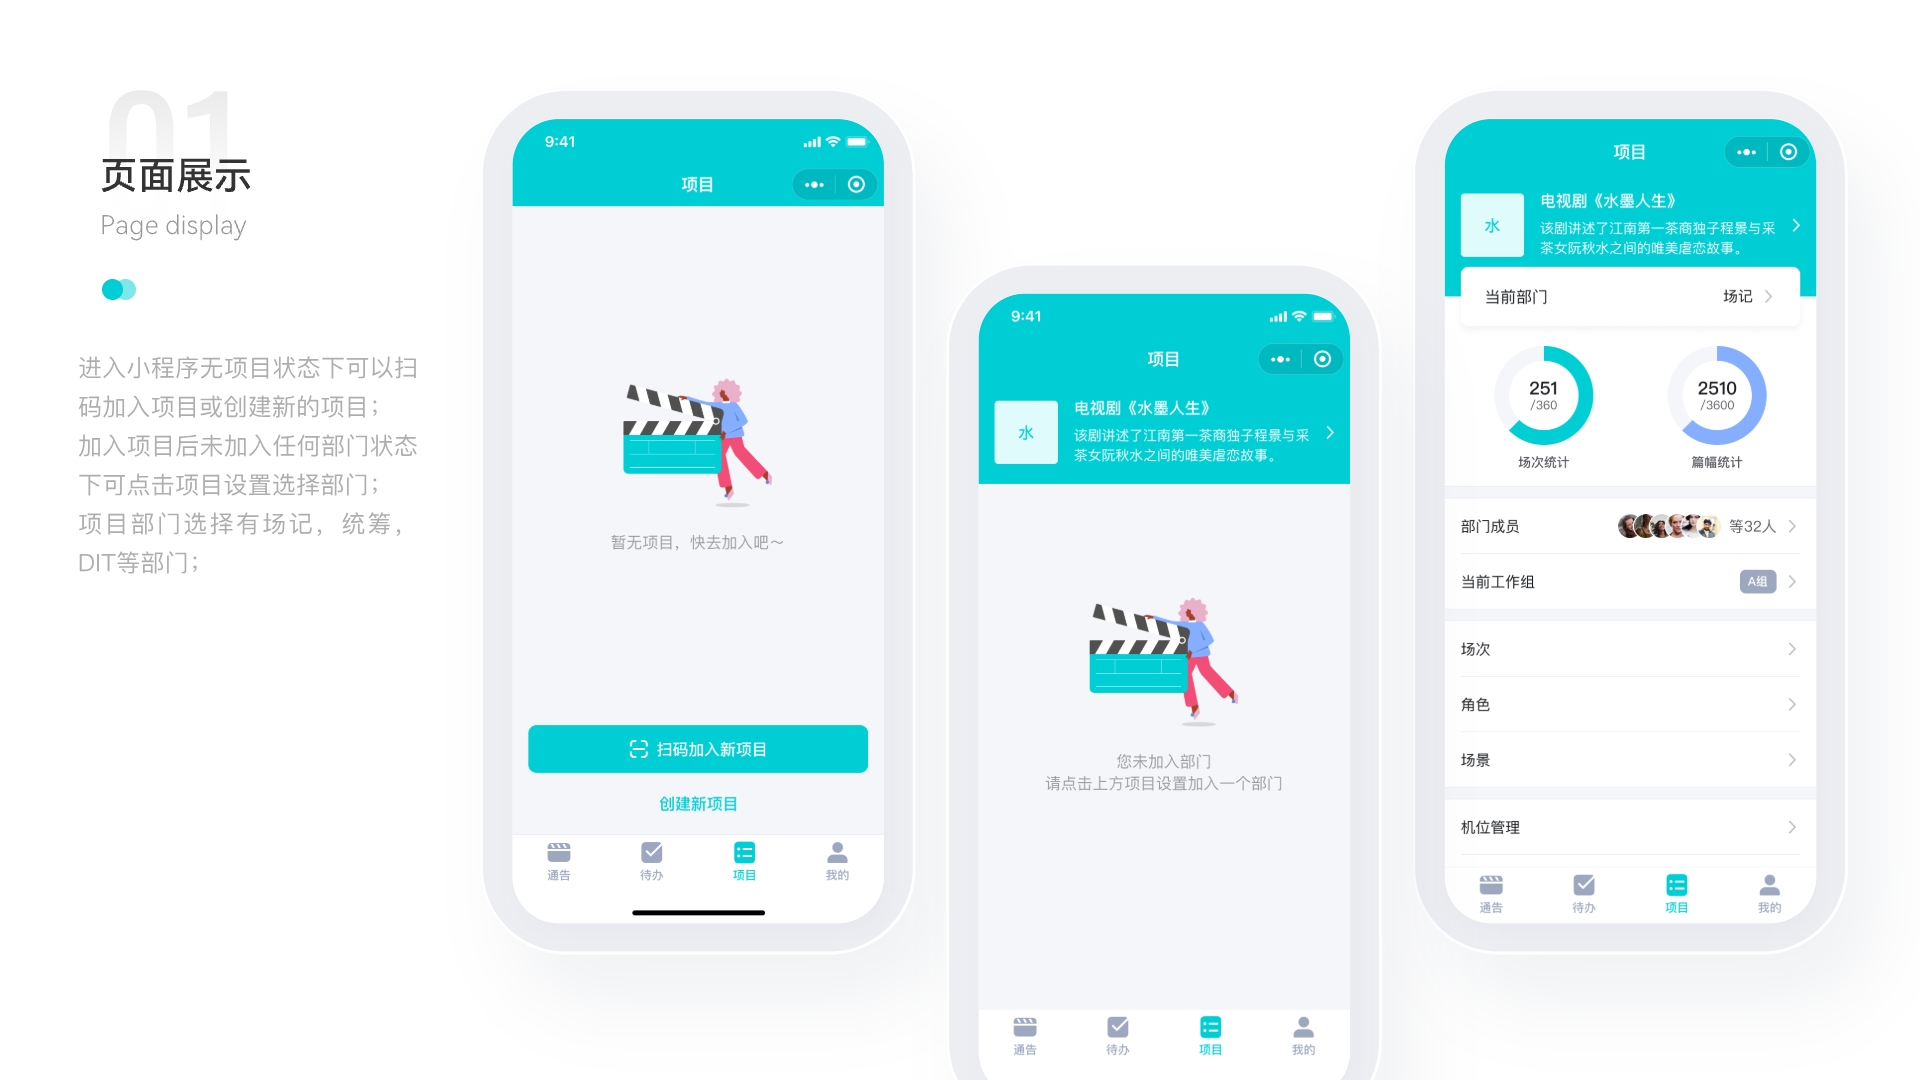 01
页面展示
Page display
进入小程序无项目状态下可以扫
码加入项目或创建新的项目；
加入项目后未加入任何部门状态
下可点击项目设置选择部门；
项目部门选择有场记，统筹，
DIT等部门；
9:41
项目
暂无项目，快去加入吧～
扫码加入新项目
创建新项目
通告
待办
项目
我的
9:41
项目
水
电视剧《水墨人生》
该剧讲述了江南第一茶商独子程景与采
茶女阮秋水之间的唯美虐恋故事。
您未加入部门
请点击上方项目设置加入一个部门
通告
待办
项目
我的
项目
水
电视剧《水墨人生》
该剧讲述了江南第一茶商独子程景与采
茶女阮秋水之间的唯美虐恋故事。
当前部门
场记
251
/360
场次统计
2510
/3600
篇幅统计
部门成员
等32人
当前工作组
A组
场次
角色
场景
机位管理
通告
待办
项目
我的